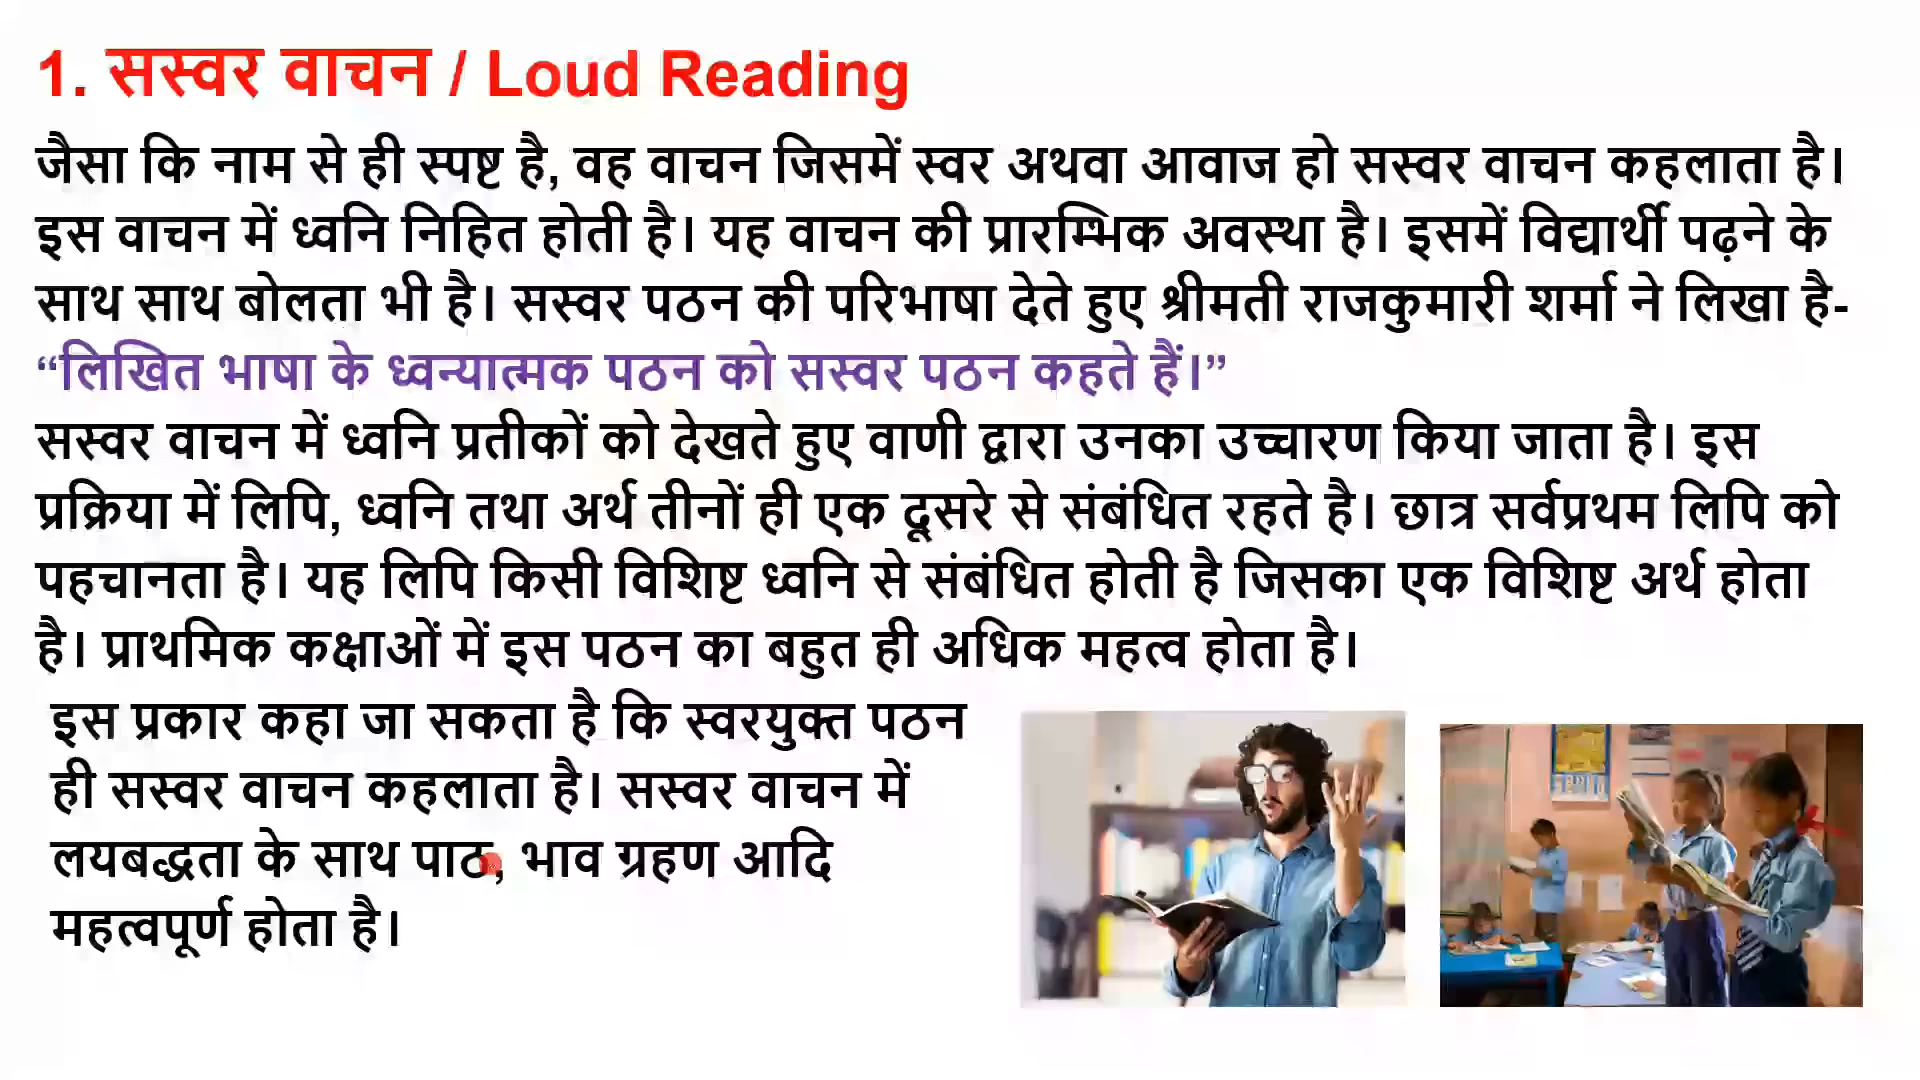 1. सस्वर वाचन / Loud Reading
जैसा कि नाम से ही स्पष्ट है, वह वाचन जिसमें स्वर अथवा आवाज हो सस्वर वाचन कहलाता है।
इस वाचन में ध्वनि निहित होती है। यह वाचन की प्रारम्भिक अवस्था है। इसमें विद्यार्थी पढ़ने के
साथ साथ बोलता भी है। सस्वर पठन की परिभाषा देते हुए श्रीमती राजकुमारी शर्मा ने लिखा है-
“लिखित भाषा के ध्वन्यात्मक पठन को सस्वर पठन कहते हैं।”
सस्वर वाचन में ध्वनि प्रतीकों को देखते हुए वाणी द्वारा उनका उच्चारण किया जाता है। इस
प्रक्रिया में लिपि, ध्वनि तथा अर्थ तीनों ही एक दूसरे से संबंधित रहते है। छात्र सर्वप्रथम लिपि को
पहचानता है। यह लिपि किसी विशिष्ट ध्वनि से संबंधित होती है जिसका एक विशिष्ट अर्थ होता
है। प्राथमिक कक्षाओं में इस पठन का बहुत ही अधिक महत्व होता है।
इस प्रकार कहा जा सकता है कि स्वरयुक्त पठन
ही सस्वर वाचन कहलाता है। सस्वर वाचन में
लयबद्धता के साथ पाठ, भाव ग्रहण आदि
महत्वपूर्ण होता है।